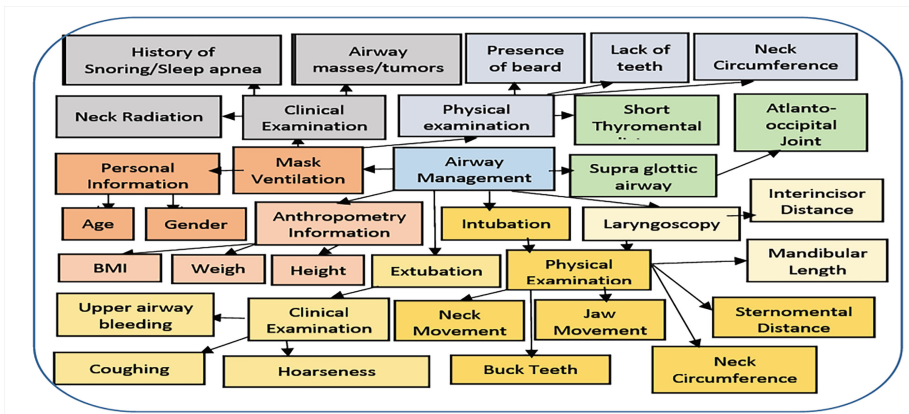 History of
Snoring/Sleep apnea
Airway
masses/tumors
Presence
of beard
Lack of
teeth
Neck
Circumference
Neck Radiation
Clinical
Examination
Physical
examination
Short
Thyromental
Atlanto-
occipital
Joint
Personal
Information
Mask
Ventilation
Airway
Management
Supra glottic
airway
Interincisor
Distance
Age
Gender
Anthropometry
Information
Intubation
Laryngoscopy
BMI
Weigh
Height
Extubation
Physical
Examination
Mandibular
Length
Upper airway
bleeding
Clinical
Examination
Neck
Movement
Jaw
Movement
Sternomental
Distance
Coughing
Hoarseness
Buck Teeth
Neck
Circumference